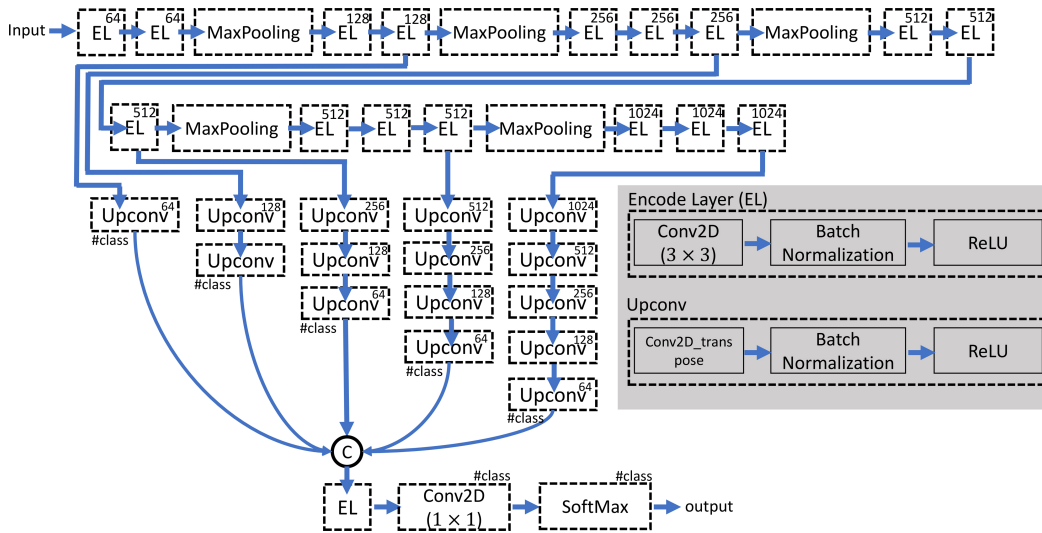 Input EL 64 EL 64 MaxPooling EL 128 EL 128 MaxPooling EL 256 EL 256 EL 256 MaxPooling EL 512 EL 512
EL 512 MaxPooling EL 512 EL 512 EL 512 MaxPooling EL 1024 EL 1024 EL 1024
Upconv 64 Upconv 128 Upconv 256 Upconv 512 Upconv 1024
#class
Upconv Upconv 128 Upconv 256 Upconv 512
#class
Upconv 64 Upconv 128 Upconv 256
#class
Upconv 64 Upconv 128
#class
Upconv 64
#class
Encode Layer (EL)
Conv2D
(3 × 3)
Batch
Normalization
ReLU
Upconv
Conv2D_trans
pose
Batch
Normalization
ReLU
C
EL
#class
Conv2D
(1 × 1)
#class
SoftMax
output